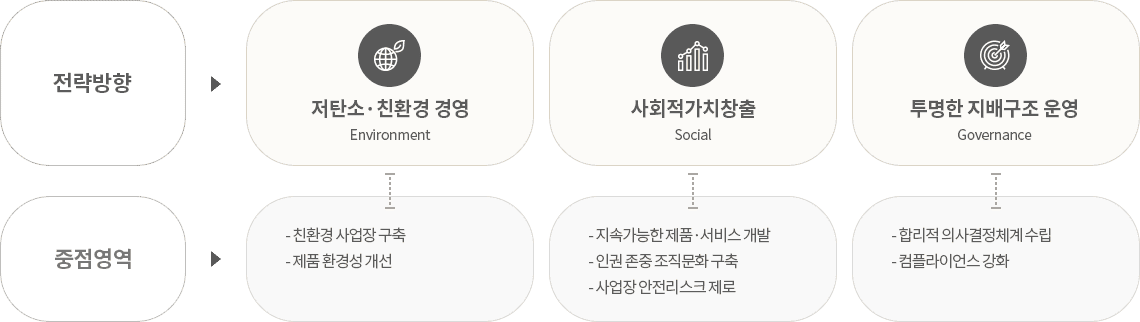 전략방향
저탄소·친환경 경영
Environment
사회적가치창출
Social
투명한 지배구조 운영
Governance
중점영역
- 친환경 사업장 구축
- 제품 환경성 개선
- 지속가능한 제품·서비스 개발
- 인권 존중 조직문화 구축
- 사업장 안전리스크 제로
- 합리적 의사결정체계 수립
- 컴플라이언스 강화